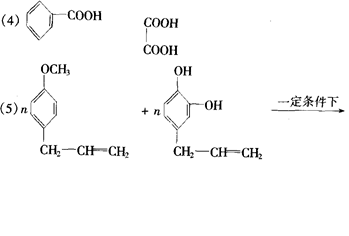 (4) COOH COOH
COOH
OCH₃ OH
(5) n + n OH 一定条件下
CH₂—CH=CH₂ CH₂—CH=CH₂